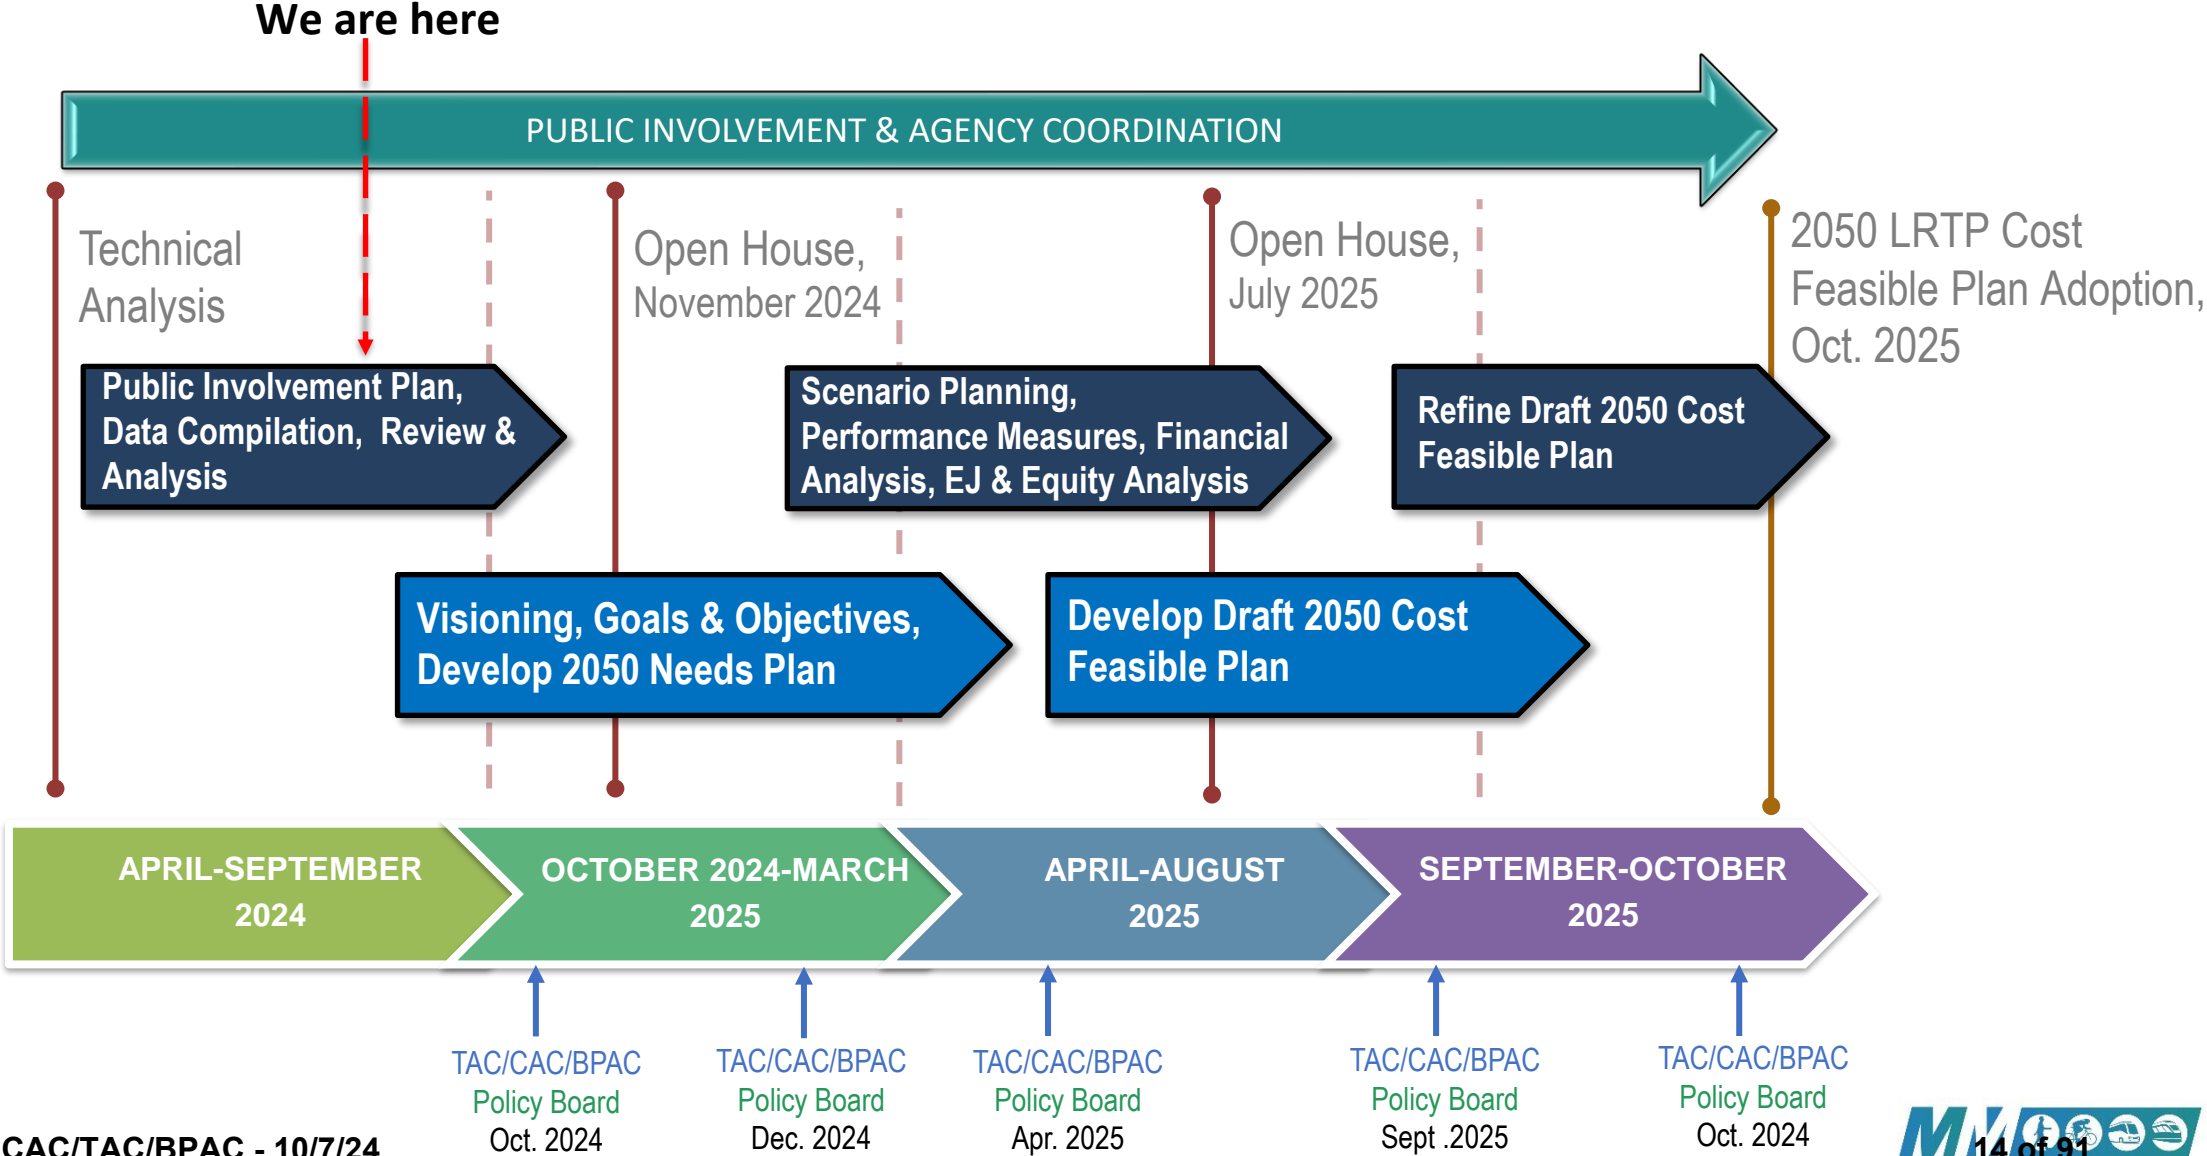 We are here
PUBLIC INVOLVEMENT & AGENCY COORDINATION
Technical
Analysis
Open House,
November 2024
Open House,
July 2025
2050 LRTP Cost
Feasible Plan Adoption,
Oct. 2025
Public Involvement Plan,
Data Compilation, Review &
Analysis
Scenario Planning,
Performance Measures, Financial
Analysis, EJ & Equity Analysis
Refine Draft 2050 Cost
Feasible Plan
Visioning, Goals & Objectives,
Develop 2050 Needs Plan
Develop Draft 2050 Cost
Feasible Plan
APRIL-SEPTEMBER
2024
OCTOBER 2024-MARCH
2025
APRIL-AUGUST
2025
SEPTEMBER-OCTOBER
2025
TAC/CAC/BPAC
Policy Board
Oct. 2024
TAC/CAC/BPAC
Policy Board
Dec. 2024
TAC/CAC/BPAC
Policy Board
Apr. 2025
TAC/CAC/BPAC
Policy Board
Sept .2025
TAC/CAC/BPAC
Policy Board
Oct. 2024
CAC/TAC/BPAC - 10/7/24
14 of 91